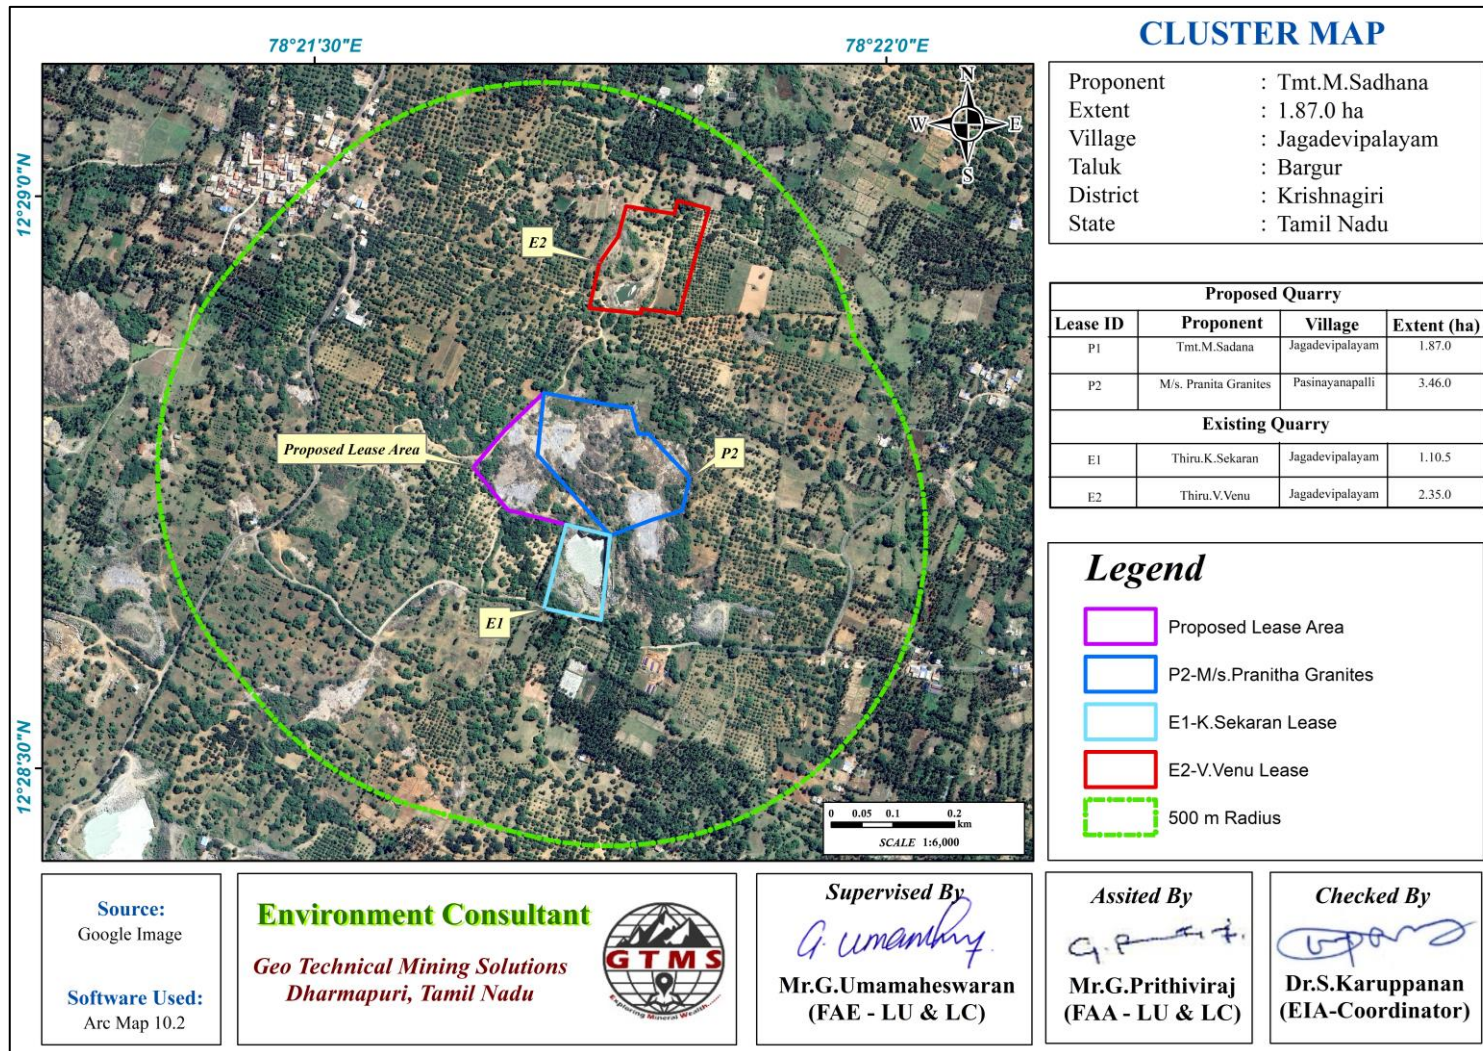 CLUSTER MAP
78°21'30"E
78°22'0"E
12°29'0"N
12°28'30"N
N
W
E
S
E2
Proposed Lease Area
P2
E1
0 0.05 0.1 0.2
km
SCALE 1:6,000
Proponent : Tmt.M.Sadhana
Extent : 1.87.0 ha
Village : Jagadevipalayam
Taluk : Bargur
District : Krishnagiri
State : Tamil Nadu
Proposed Quarry
Lease ID Proponent Village Extent (ha)
P1 Tmt.M.Sadana Jagadevipalayam 1.87.0
P2 M/s. Pranita Granites Pasinayanapalli 3.46.0
Existing Quarry
E1 Thiru.K.Sekaran Jagadevipalayam 1.10.5
E2 Thiru.V.Venu Jagadevipalayam 2.35.0
Legend
Proposed Lease Area
P2-M/s.Pranitha Granites
E1-K.Sekaran Lease
E2-V.Venu Lease
500 m Radius
Source:
Google Image
Software Used:
Arc Map 10.2
Environment Consultant
Geo Technical Mining Solutions
Dharmapuri, Tamil Nadu
GTMS
Exploring Mineral Wealth.......
Supervised By
Mr.G.Umamaheswaran
(FAE - LU & LC)
Assited By
Mr.G.Prithiviraj
(FAA - LU & LC)
Checked By
Dr.S.Karuppanan
(EIA-Coordinator)